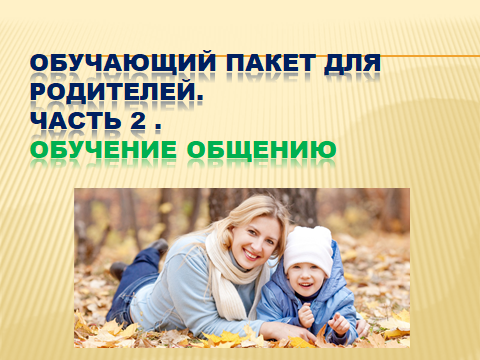 ОБУЧАЮЩИЙ ПАКЕТ ДЛЯ
РОДИТЕЛЕЙ.
ЧАСТЬ 2 .
ОБУЧЕНИЕ ОБЩЕНИЮ